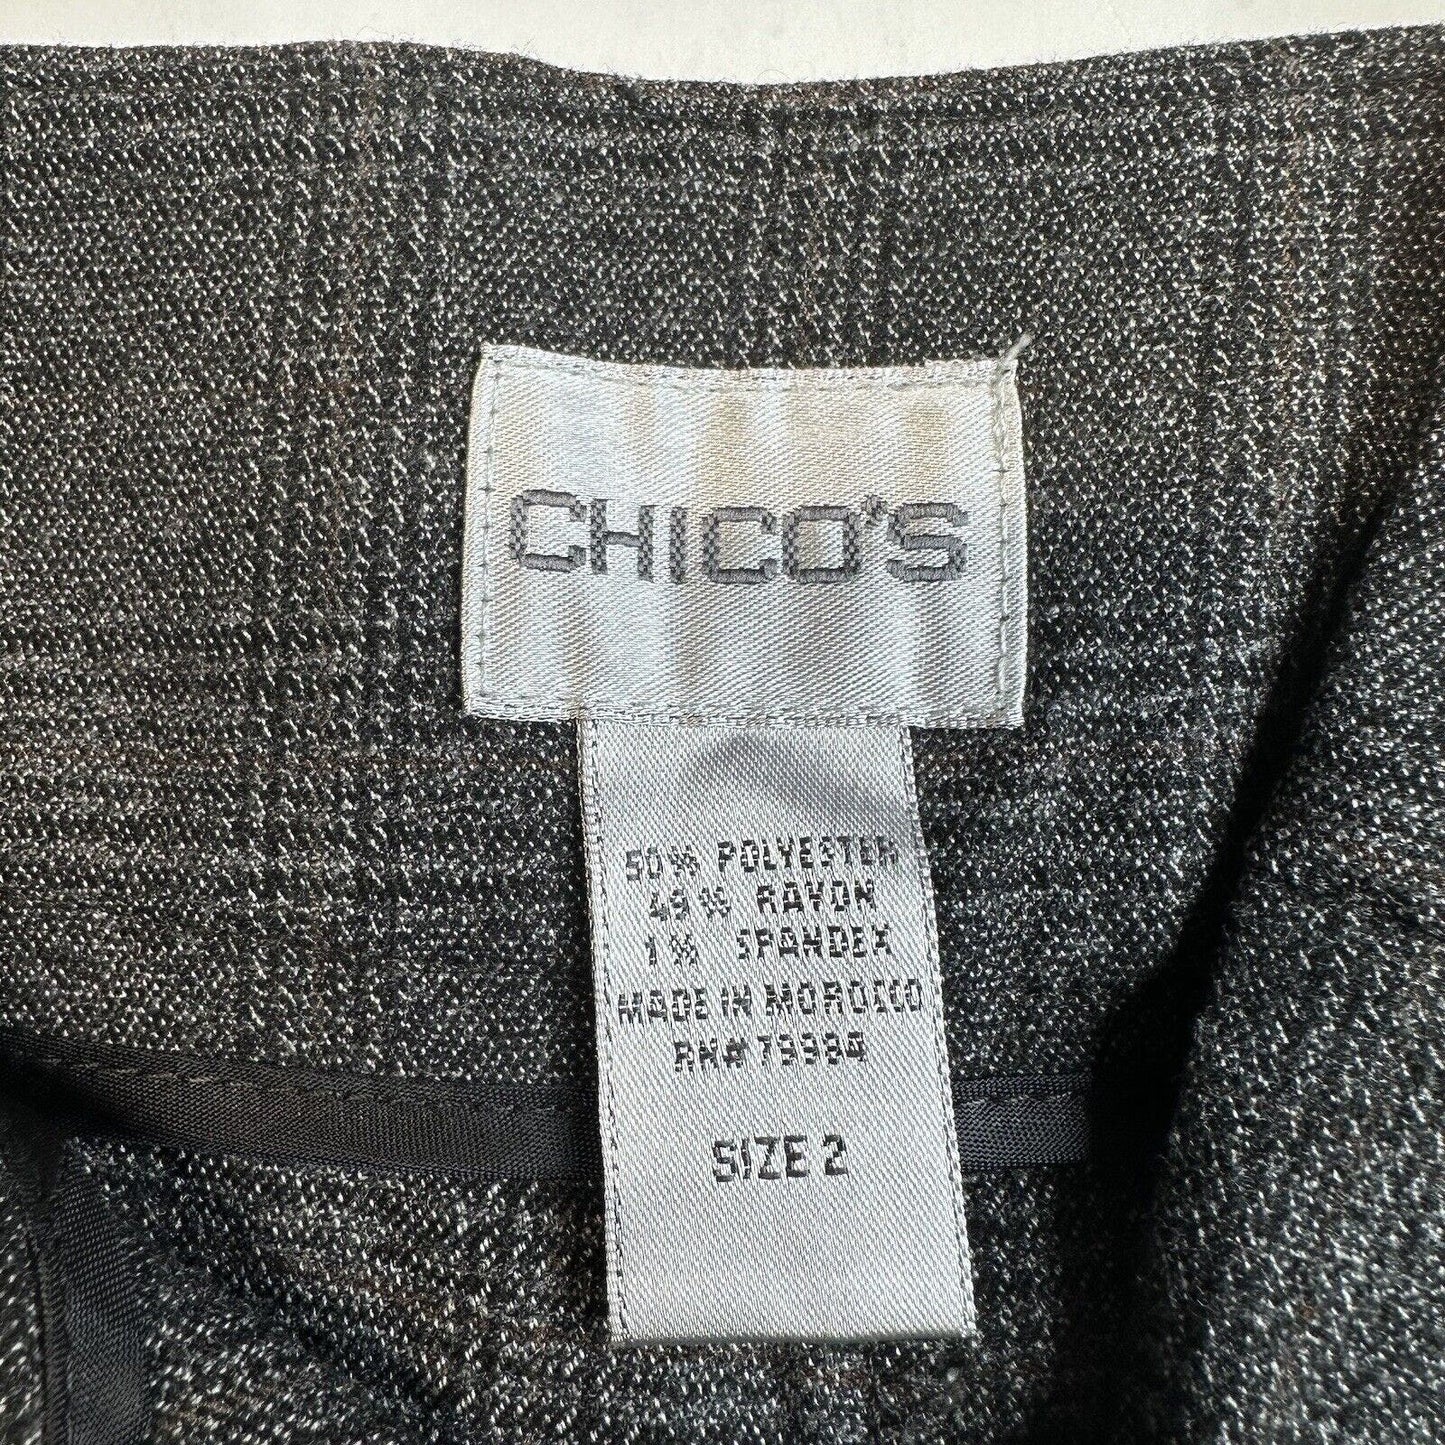 CHICO'S
50% POLYESTER
49% RAYON
1% SPANDEX
MADE IN MOROCCO
RN# 79984
SIZE 2